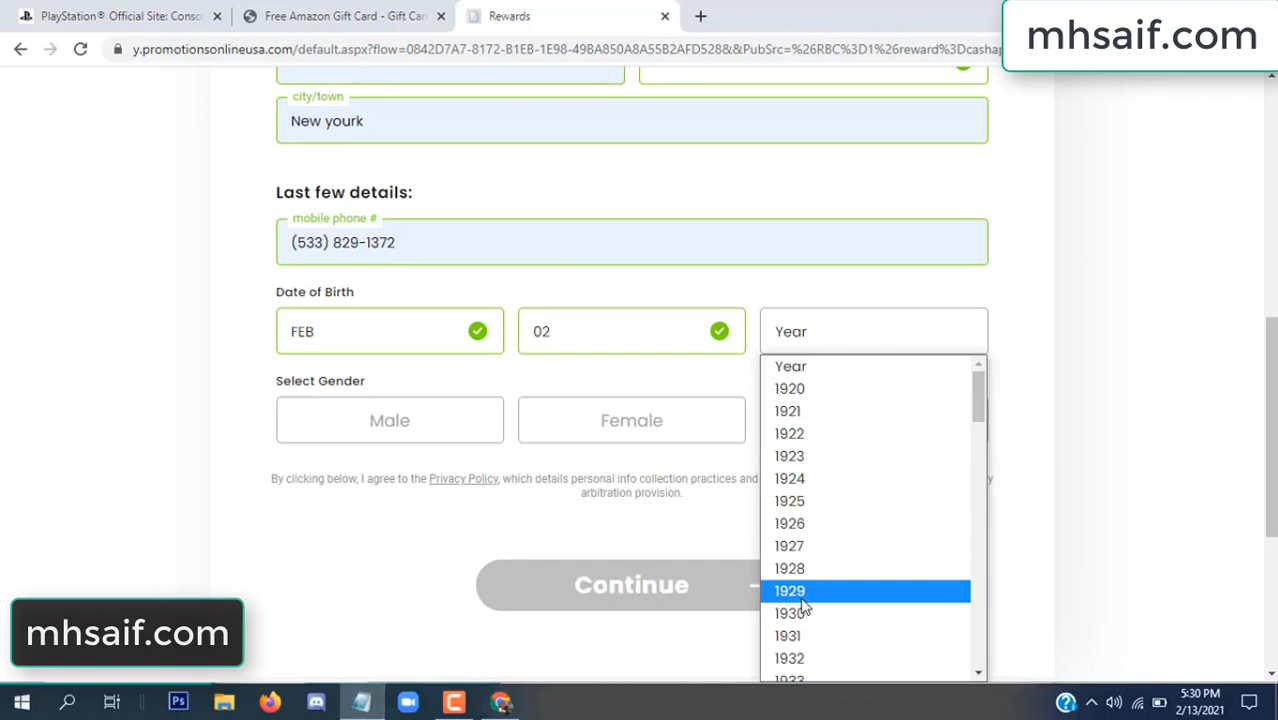 PlayStation® Official Site: Conso
Free Amazon Gift Card - Gift Car
Rewards
y.promotionsonlineusa.com/default.aspx?flow=0842D7A7-8172-B1EB-1E98-49BA850A8A55B2AFD528&&PubSrc=%26RBC%3D1%26reward%3Dcashap
mhsaif.com
city/town
New yourk
Last few details:
mobile phone #
(533) 829-1372
Date of Birth
FEB
02
Year
Year
1920
1921
1922
1923
1924
1925
1926
1927
1928
1929
1930
1931
1932
1933
Select Gender
Male
Female
By clicking below, I agree to the Privacy Policy, which details personal info collection practices and
arbitration provision.
Continue
mhsaif.com
Ps
5:30 PM
2/13/2021